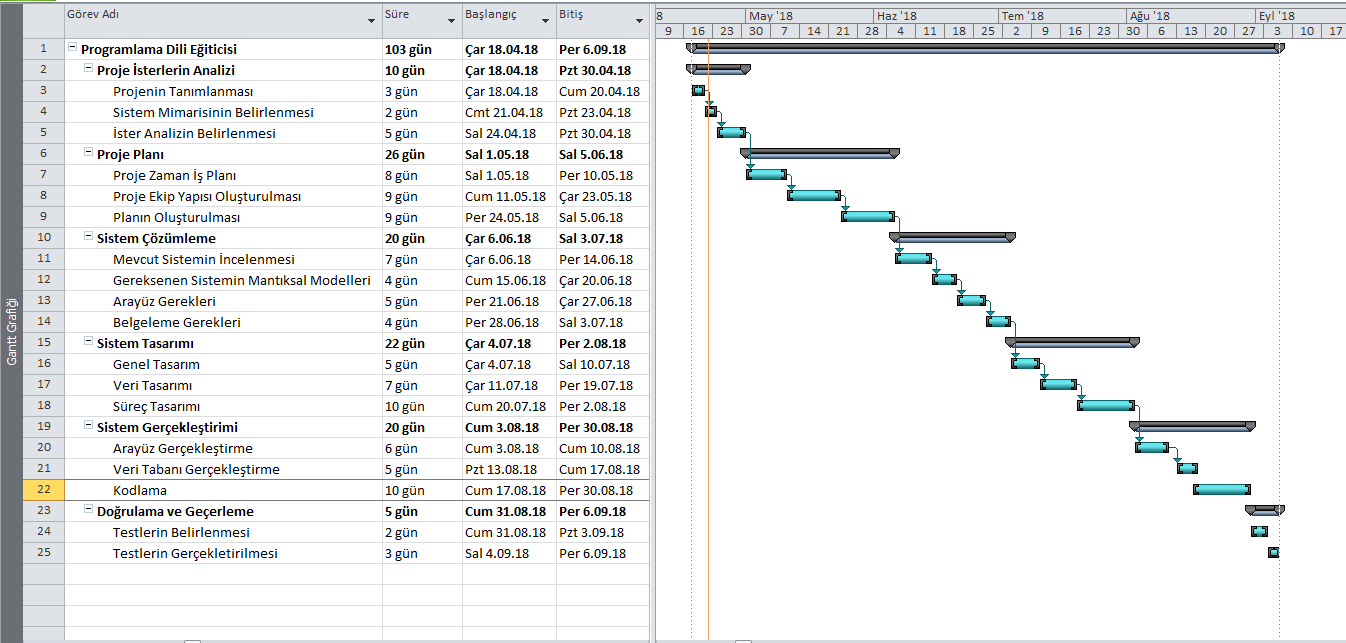 Görev Adı Süre Başlangıç Bitiş
8 May '18 Haz '18 Tem '18 Ağu '18 Eyl '18
9 16 23 30 7 14 21 28 4 11 18 25 2 9 16 23 30 6 13 20 27 3 10 17
1 Programlama Dili Eğiticisi 103 gün Çar 18.04.18 Per 6.09.18
2 Proje İsterlerin Analizi 10 gün Çar 18.04.18 Pzt 30.04.18
3 Projenin Tanımlanması 3 gün Çar 18.04.18 Cum 20.04.18
4 Sistem Mimarisinin Belirlenmesi 2 gün Cmt 21.04.18 Pzt 23.04.18
5 İster Analizin Belirlenmesi 5 gün Sal 24.04.18 Pzt 30.04.18
6 Proje Planı 26 gün Sal 1.05.18 Sal 5.06.18
7 Proje Zaman İş Planı 8 gün Sal 1.05.18 Per 10.05.18
8 Proje Ekip Yapısı Oluşturulması 9 gün Cum 11.05.18 Çar 23.05.18
9 Planın Oluşturulması 9 gün Per 24.05.18 Sal 5.06.18
10 Sistem Çözümleme 20 gün Çar 6.06.18 Sal 3.07.18
11 Mevcut Sistemin İncelenmesi 7 gün Çar 6.06.18 Per 14.06.18
12 Gereksenen Sistemin Mantıksal Modelleri 4 gün Cum 15.06.18 Çar 20.06.18
13 Arayüz Gerekleri 5 gün Per 21.06.18 Çar 27.06.18
14 Belgeleme Gerekleri 4 gün Per 28.06.18 Sal 3.07.18
15 Sistem Tasarımı 22 gün Çar 4.07.18 Per 2.08.18
16 Genel Tasarım 5 gün Çar 4.07.18 Sal 10.07.18
17 Veri Tasarımı 7 gün Çar 11.07.18 Per 19.07.18
18 Süreç Tasarımı 10 gün Cum 20.07.18 Per 2.08.18
19 Sistem Gerçekleştirimi 20 gün Cum 3.08.18 Per 30.08.18
20 Arayüz Gerçekleştirme 6 gün Cum 3.08.18 Cum 10.08.18
21 Veri Tabanı Gerçekleştirme 5 gün Pzt 13.08.18 Cum 17.08.18
22 Kodlama 10 gün Cum 17.08.18 Per 30.08.18
23 Doğrulama ve Geçerleme 5 gün Cum 31.08.18 Per 6.09.18
24 Testlerin Belirlenmesi 2 gün Cum 31.08.18 Pzt 3.09.18
25 Testlerin Gerçekletirilmesi 3 gün Sal 4.09.18 Per 6.09.18
Gantt Grafiği